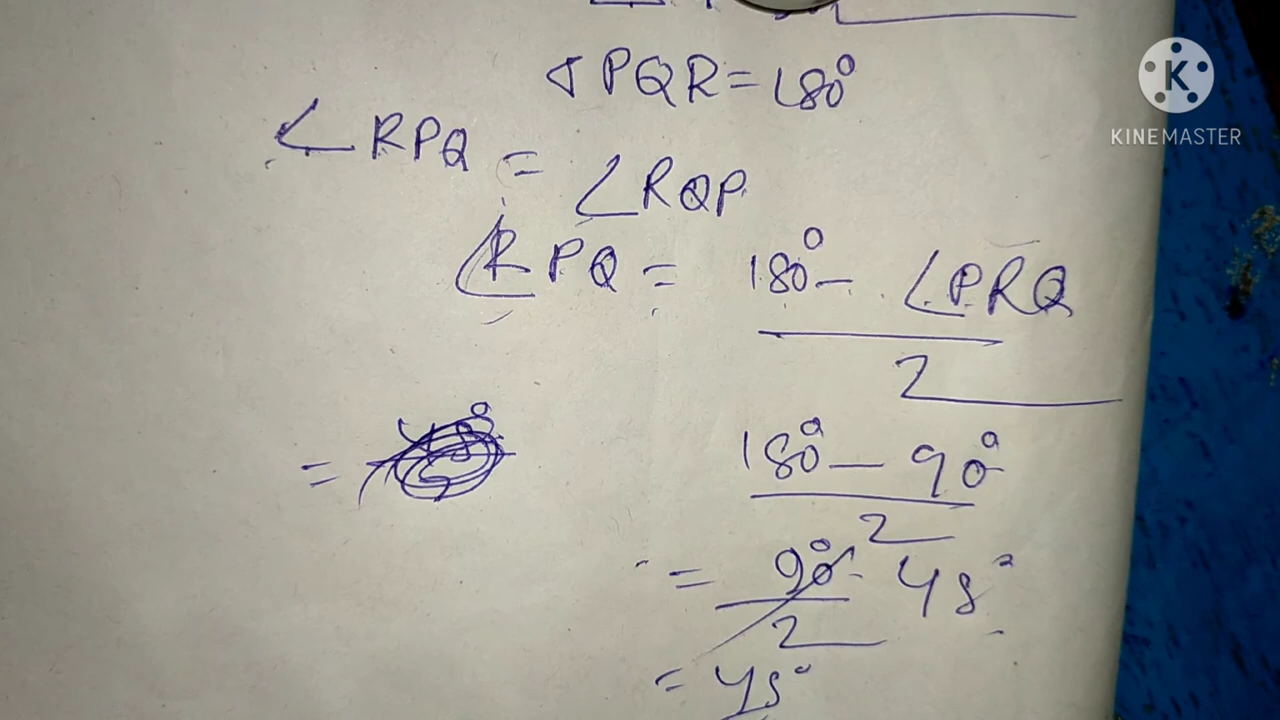 ∠PQR = 180°
∠RPQ = ∠RQP
∠RPQ = 180° - ∠PRQ
2
=
180° - 90°
2
= 90° 45°
2
= 45°
KINEMASTER